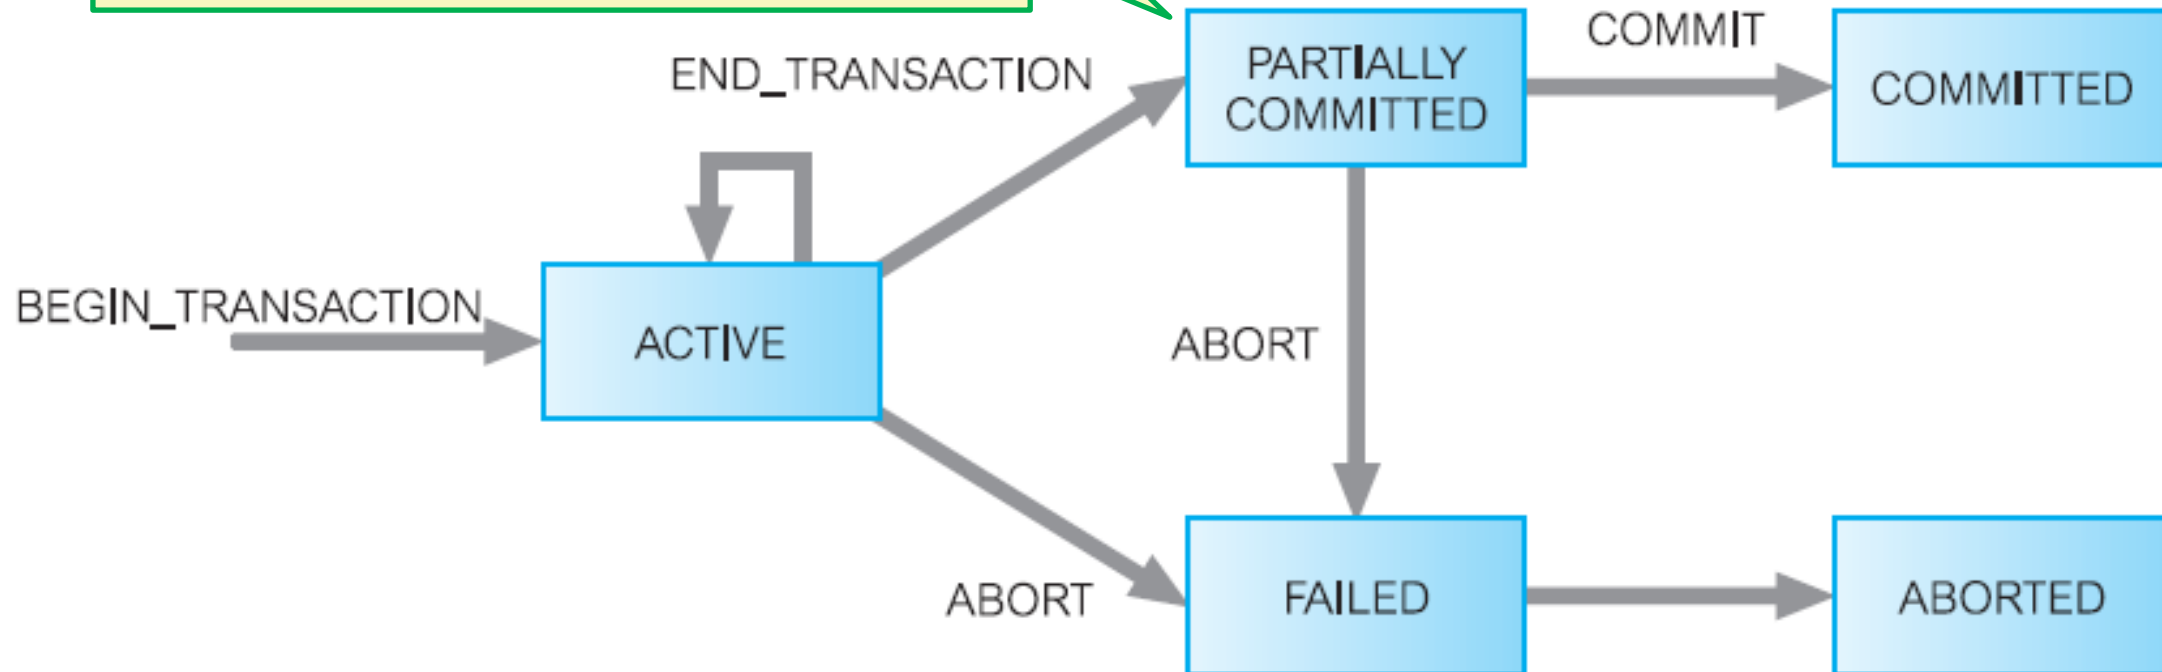 COMMIT
END_TRANSACTION
PARTIALLY
COMMITTED
COMMITTED
BEGIN_TRANSACTION
ACTIVE
ABORT
ABORT
FAILED
ABORTED